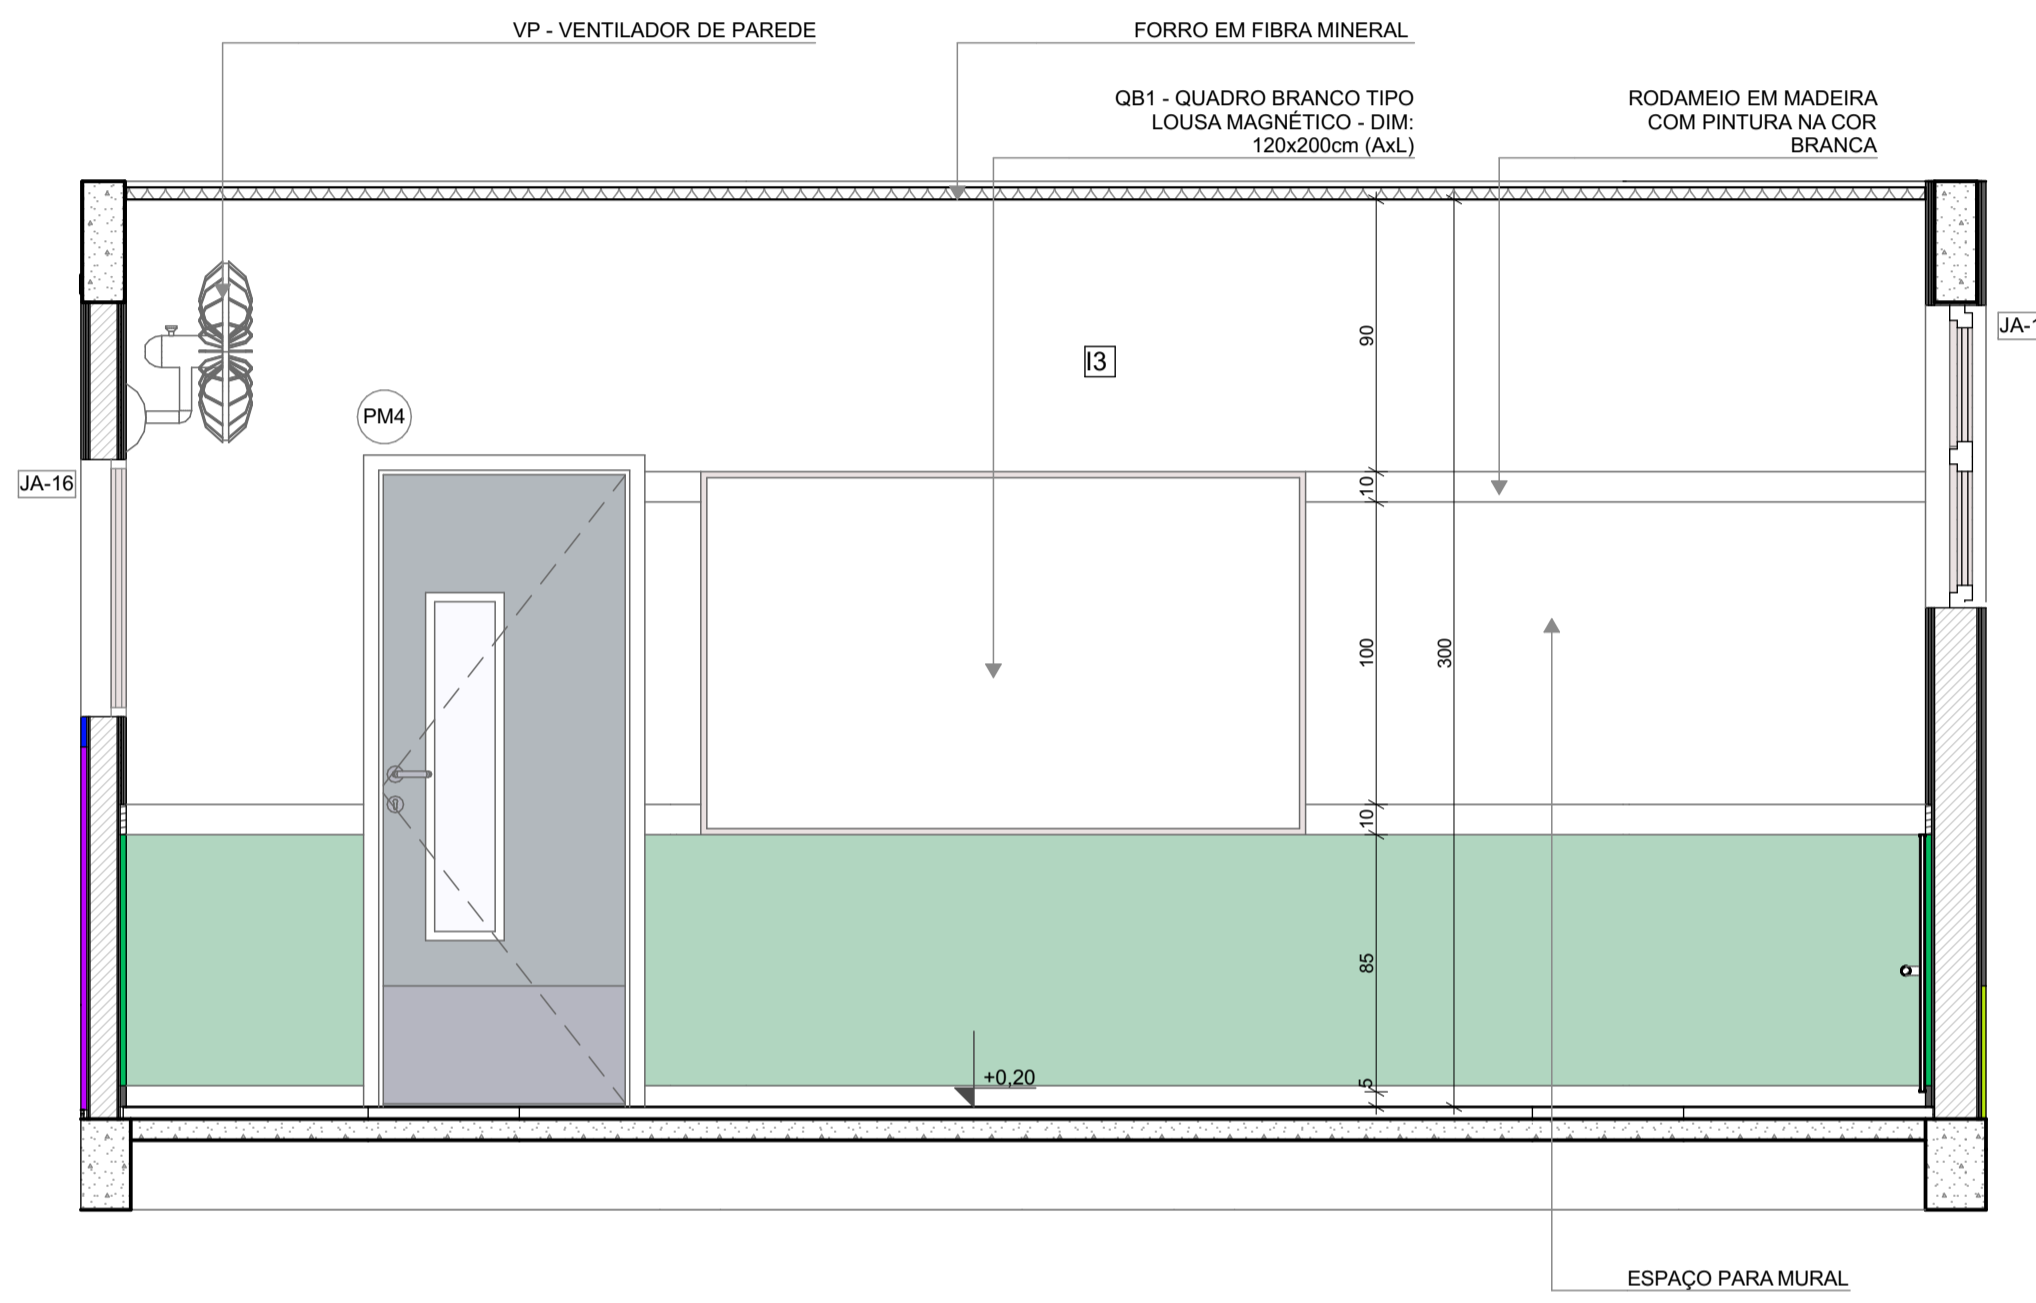 VP - VENTILADOR DE PAREDE
FORRO EM FIBRA MINERAL
QB1 - QUADRO BRANCO TIPO
LOUSA MAGNÉTICO - DIM:
120x200cm (AxL)
RODAMEIO EM MADEIRA
COM PINTURA NA COR
BRANCA
JA-1
90
I3
PM4
JA-16
10
100
300
10
85
+0,20
5
ESPAÇO PARA MURAL